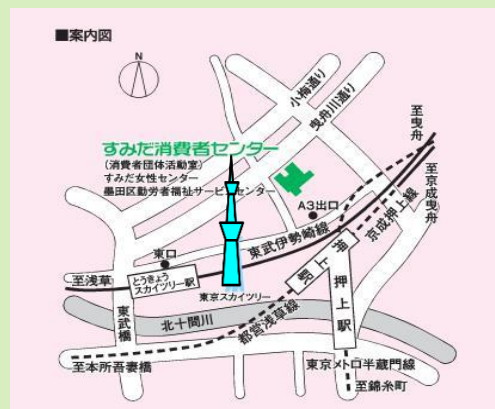 ■案内図
N
小梅通り
曳舟川通り
至曳舟
至京成曳舟
すみだ消費者センター
(消費者団体活動室)
すみだ女性センター
墨田区勤労者福祉サービスセンター
A3出口
京成押上線
東武伊勢崎線
東口
至浅草
とうきょう
スカイツリー駅
押上駅
押上駅
東京スカイツリー
東武橋
北十間川
都営浅草線
至本所吾妻橋
東京メトロ半蔵門線
至錦糸町